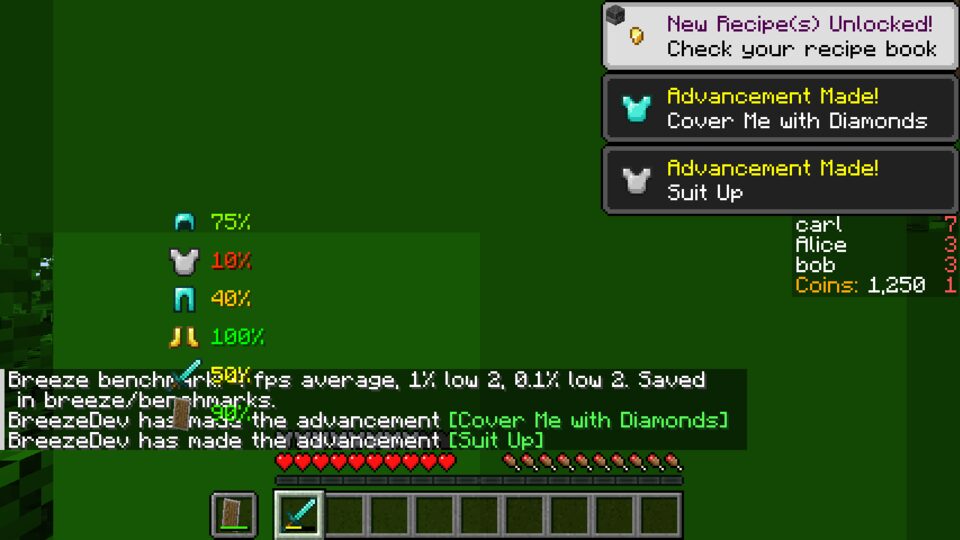 New Recipe(s) Unlocked!
Check your recipe book
Advancement Made!
Cover Me with Diamonds
Advancement Made!
Suit Up
carl 7
Alice 3
bob 3
Coins: 1,250 1
75%
10%
40%
100%
50%
90%
Breeze fps average, 1% low 2, 0.1% low 2. Saved
in breeze/benchmarks.
BreezeDev has made the advancement [Cover Me with Diamonds]
BreezeDev has made the advancement [Suit Up]